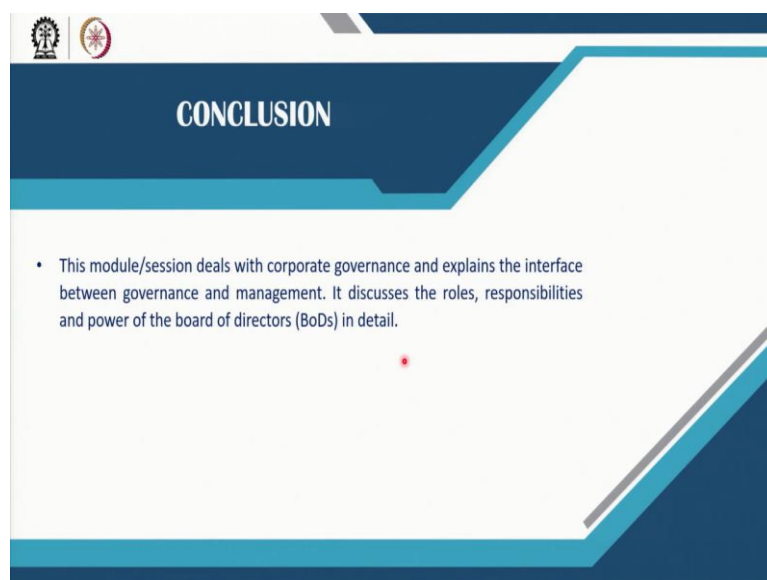 CONCLUSION
• This module/session deals with corporate governance and explains the interface
between governance and management. It discusses the roles, responsibilities
and power of the board of directors (BoDs) in detail.